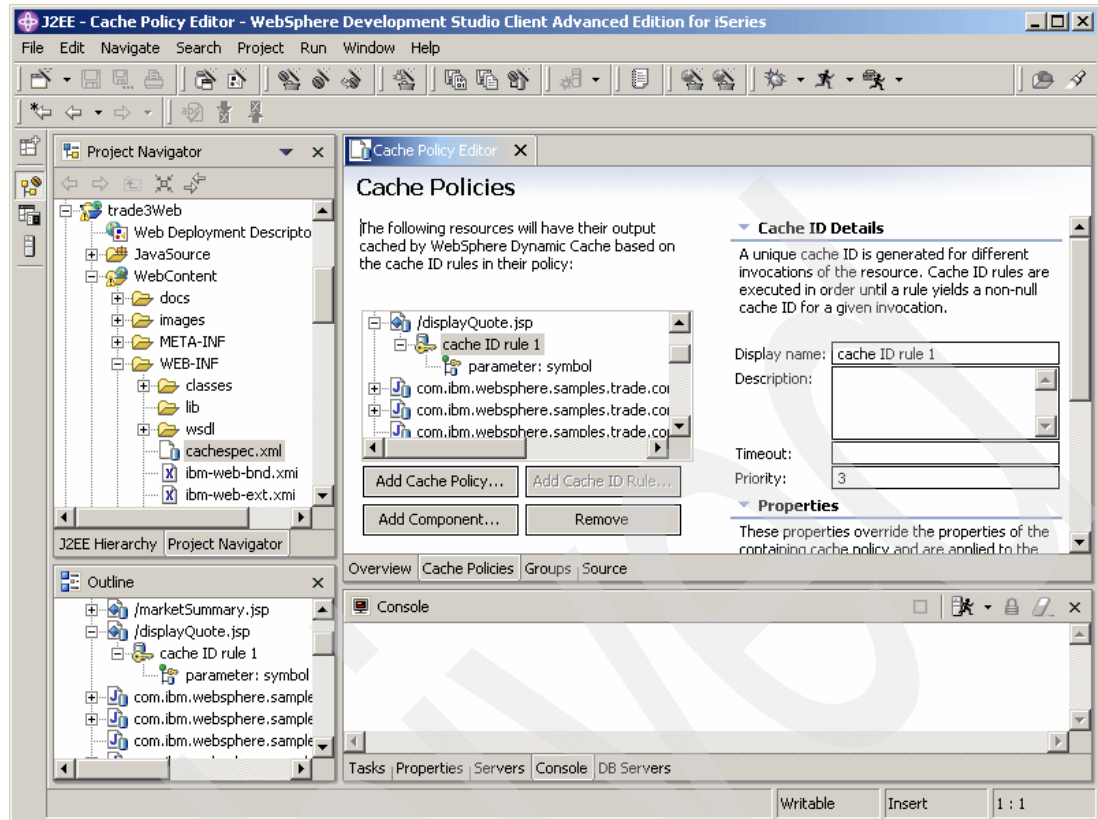 J2EE - Cache Policy Editor - WebSphere Development Studio Client Advanced Edition for iSeries
File Edit Navigate Search Project Run Window Help
Project Navigator
trade3Web
Web Deployment Descripto
JavaSource
WebContent
docs
images
META-INF
WEB-INF
classes
lib
wsdl
cachespec.xml
ibm-web-bnd.xmi
ibm-web-ext.xmi
J2EE Hierarchy Project Navigator
Outline
/marketSummary.jsp
/displayQuote.jsp
cache ID rule 1
parameter: symbol
com.ibm.websphere.sample
com.ibm.websphere.sample
com.ibm.websphere.sample
Cache Policy Editor
Cache Policies
The following resources will have their output
cached by WebSphere Dynamic Cache based on
the cache ID rules in their policy:
/displayQuote.jsp
cache ID rule 1
parameter: symbol
com.ibm.websphere.samples.trade.co
com.ibm.websphere.samples.trade.co
com.ibm.websphere.samples.trade.co
Add Cache Policy... Add Cache ID Rule...
Add Component... Remove
Cache ID Details
A unique cache ID is generated for different
invocations of the resource. Cache ID rules are
executed in order until a rule yields a non-null
cache ID for a given invocation.
Display name: cache ID rule 1
Description:
Timeout:
Priority: 3
Properties
These properties override the properties of the
containing cache policy and are applied to the
Overview Cache Policies Groups Source
Console
Tasks Properties Servers Console DB Servers
Writable Insert 1 : 1